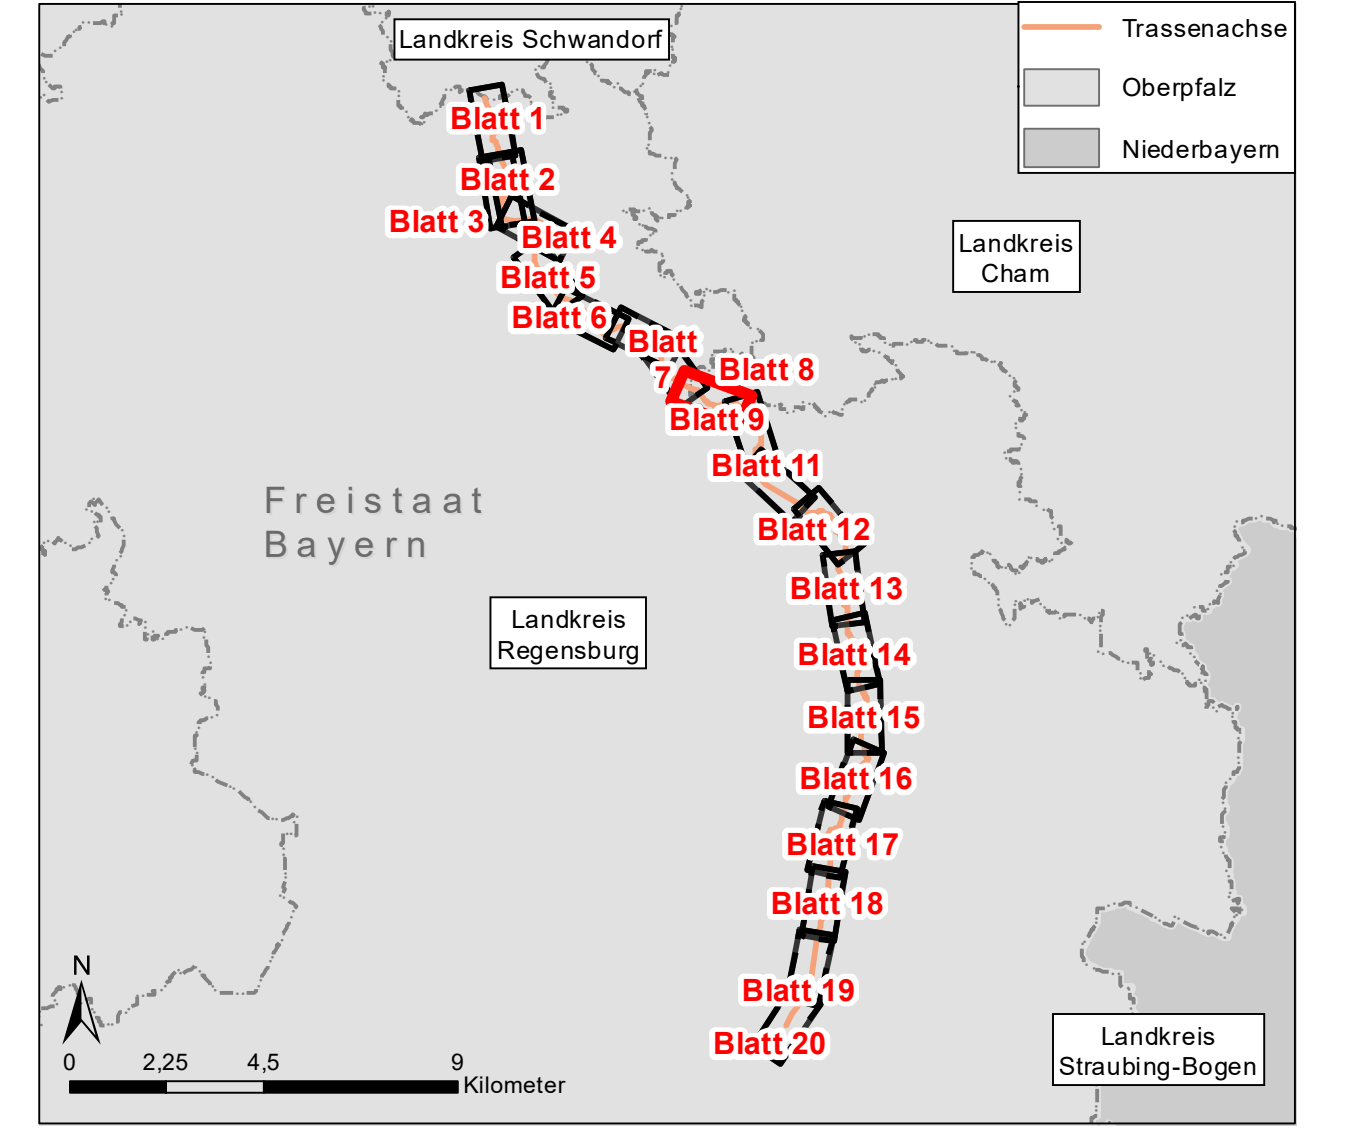 Landkreis Schwandorf
Trassenachse
Oberpfalz
Niederbayern
Blatt 1
Blatt 2
Blatt 3
Blatt 4
Landkreis
Cham
Blatt 5
Blatt 6
Blatt
7
Blatt 8
Blatt 9
Blatt 11
Freistaat
Bayern
Blatt 12
Blatt 13
Landkreis
Regensburg
Blatt 14
Blatt 15
Blatt 16
Blatt 17
Blatt 18
Blatt 19
Blatt 20
N
0 2,25 4,5 9
Kilometer
Landkreis
Straubing-Bogen